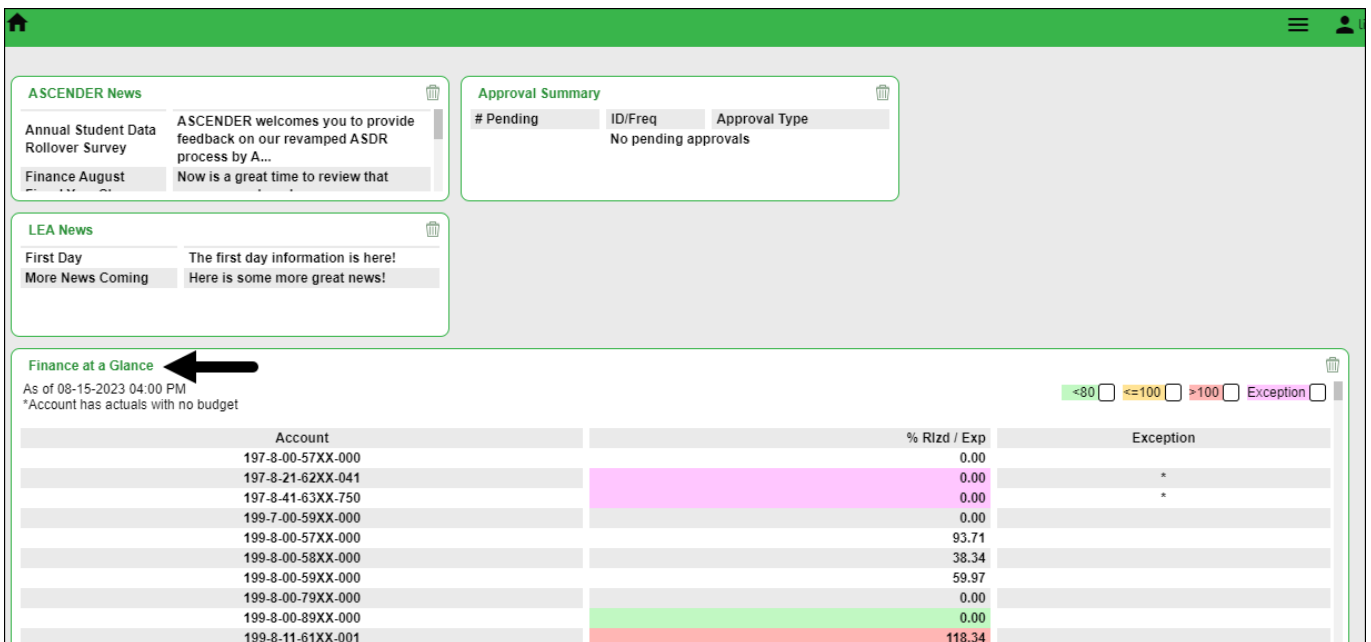 ASCENDER News
Annual Student Data
Rollover Survey
ASCENDER welcomes you to provide
feedback on our revamped ASDR
process by A...
Finance August
Now is a great time to review that
Approval Summary
# Pending ID/Freq Approval Type
No pending approvals
LEA News
First Day The first day information is here!
More News Coming Here is some more great news!
Finance at a Glance
As of 08-15-2023 04:00 PM
*Account has actuals with no budget
<80 <=100 >100 Exception
Account % Rlzd / Exp Exception
197-8-00-57XX-000 0.00
197-8-21-62XX-041 0.00 *
197-8-41-63XX-750 0.00 *
199-7-00-59XX-000 0.00
199-8-00-57XX-000 93.71
199-8-00-58XX-000 38.34
199-8-00-59XX-000 59.97
199-8-00-79XX-000 0.00
199-8-00-89XX-000 0.00
199-8-11-61XX-001 118.34